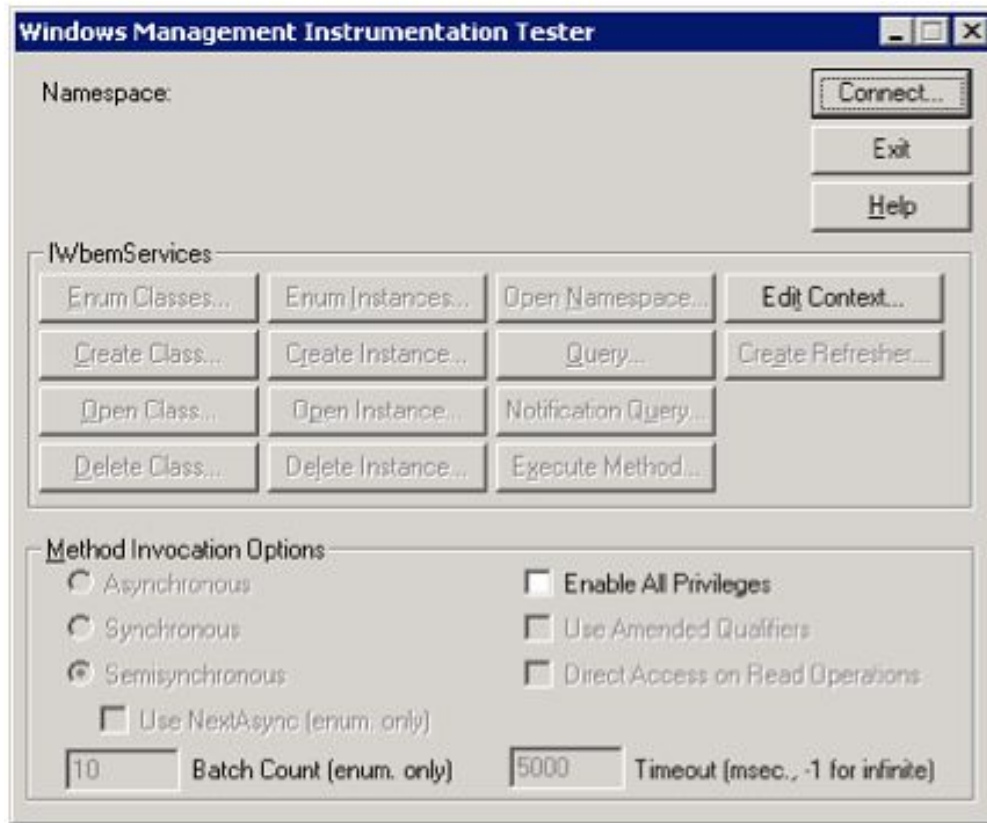 Windows Management Instrumentation Tester
Namespace:
Connect...
Exit
Help
IWbemServices
Enum Classes... Enum Instances... Open Namespace... Edit Context...
Create Class... Create Instance... Query... Create Refresher...
Open Class... Open Instance... Notification Query...
Delete Class... Delete Instance... Execute Method...
Method Invocation Options
Asynchronous Enable All Privileges
Synchronous Use Amended Qualifiers
Semisynchronous Direct Access on Read Operations
Use NextAsync (enum. only)
10 Batch Count (enum. only) 5000 Timeout (msec., -1 for infinite)